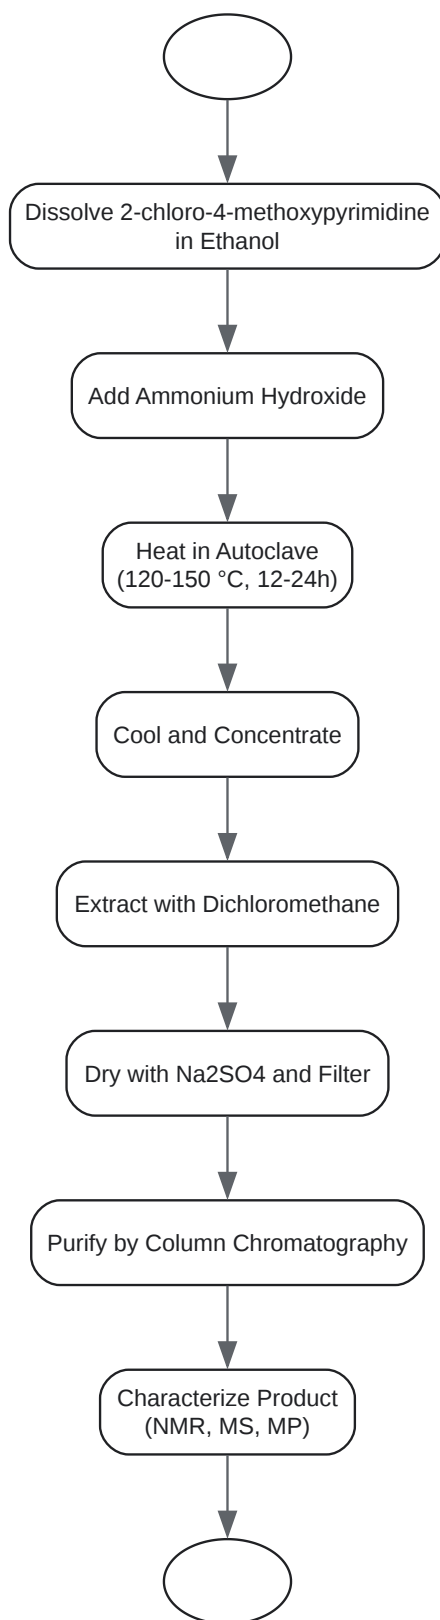 Dissolve 2-chloro-4-methoxypyrimidine
in Ethanol
Add Ammonium Hydroxide
Heat in Autoclave
(120-150 °C, 12-24h)
Cool and Concentrate
Extract with Dichloromethane
Dry with Na2SO4 and Filter
Purify by Column Chromatography
Characterize Product
(NMR, MS, MP)